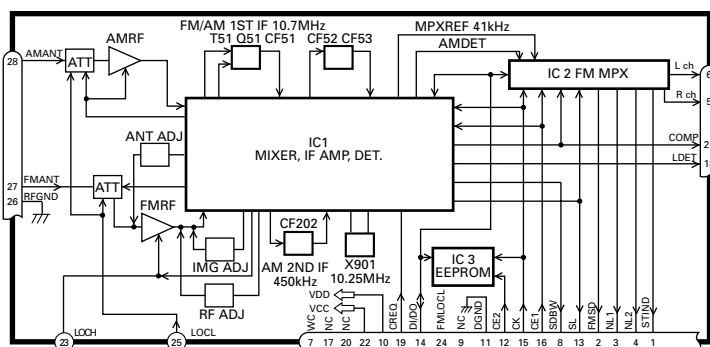 FM/AM 1ST IF 10.7MHz
T51 Q51 CF51
CF52 CF53
MPXREF 41kHz
AMDET
AMRF
28
AMANT
ATT
IC 2 FM MPX
L ch
R ch
5
IC1
MIXER, IF AMP, DET.
ANT ADJ
COMP
LDET
27
FMANT
ATT
26
RFGND
FMRF
CF202
AM 2ND IF
450kHz
X901
10.25MHz
IC 3
EEPROM
IMG ADJ
RF ADJ
VDD
VCC
LOCH
LOCL
WC
NC
NC
CREQ
DI/DO
FMLOCL
NC
DGND
CE2
CK
CE1
SDBW
SL
FMSD
NL1
NL2
STIND
23
25
7
17
20
22
10
19
14
24
9
11
12
15
16
8
13
2
3
4
1